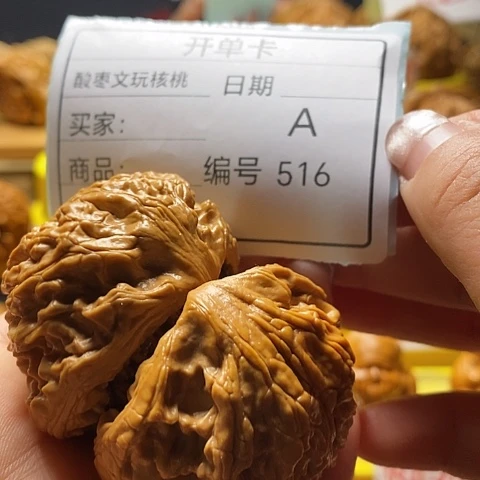 开单卡
酸枣文玩核桃 日期
买家： A
商品： 编号 516